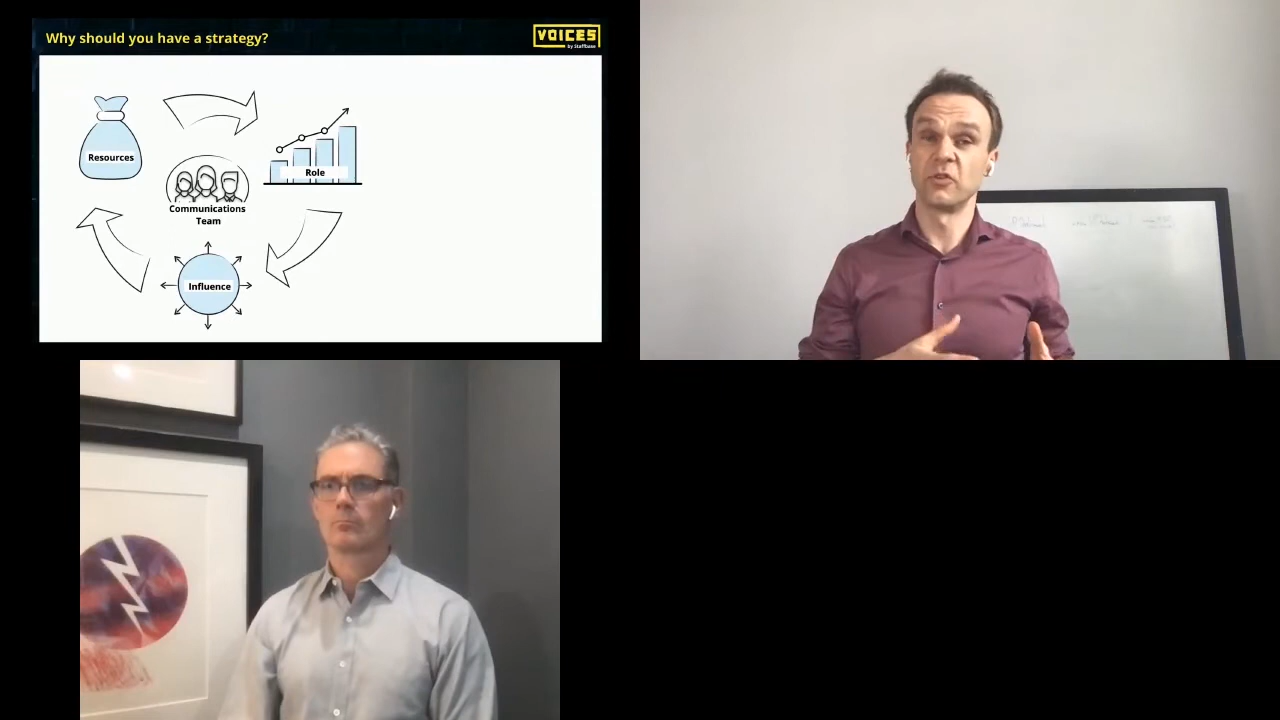 Why should you have a strategy?
VOICES
by Staffbase
Resources
Role
Communications
Team
Influence